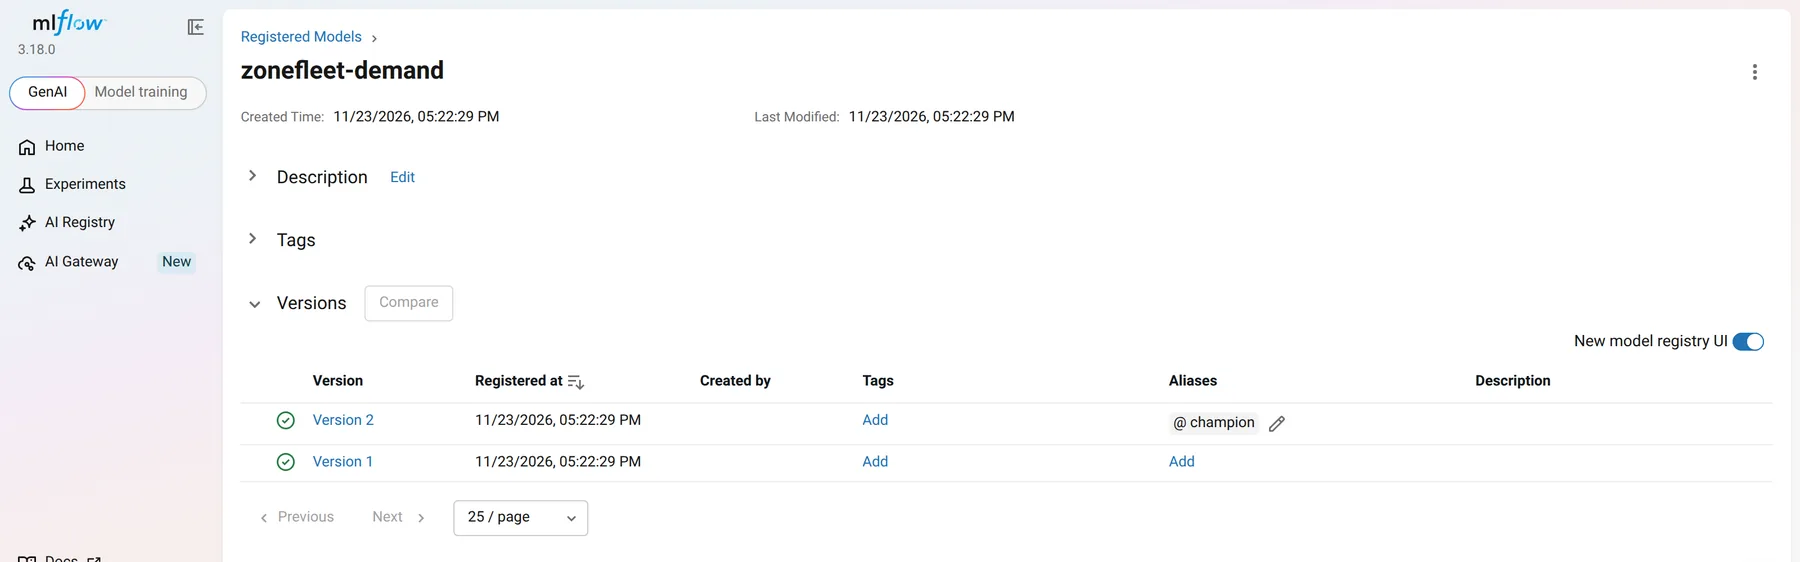 mlflow
3.18.0
GenAI Model training
Home
Experiments
AI Registry
AI Gateway New
Docs
Registered Models
zonefleet-demand
Created Time: 11/23/2026, 05:22:29 PM Last Modified: 11/23/2026, 05:22:29 PM
Description Edit
Tags
Versions Compare
New model registry UI
Version Registered at Created by Tags Aliases Description
Version 2 11/23/2026, 05:22:29 PM Add @ champion
Version 1 11/23/2026, 05:22:29 PM Add Add
Previous Next 25 / page